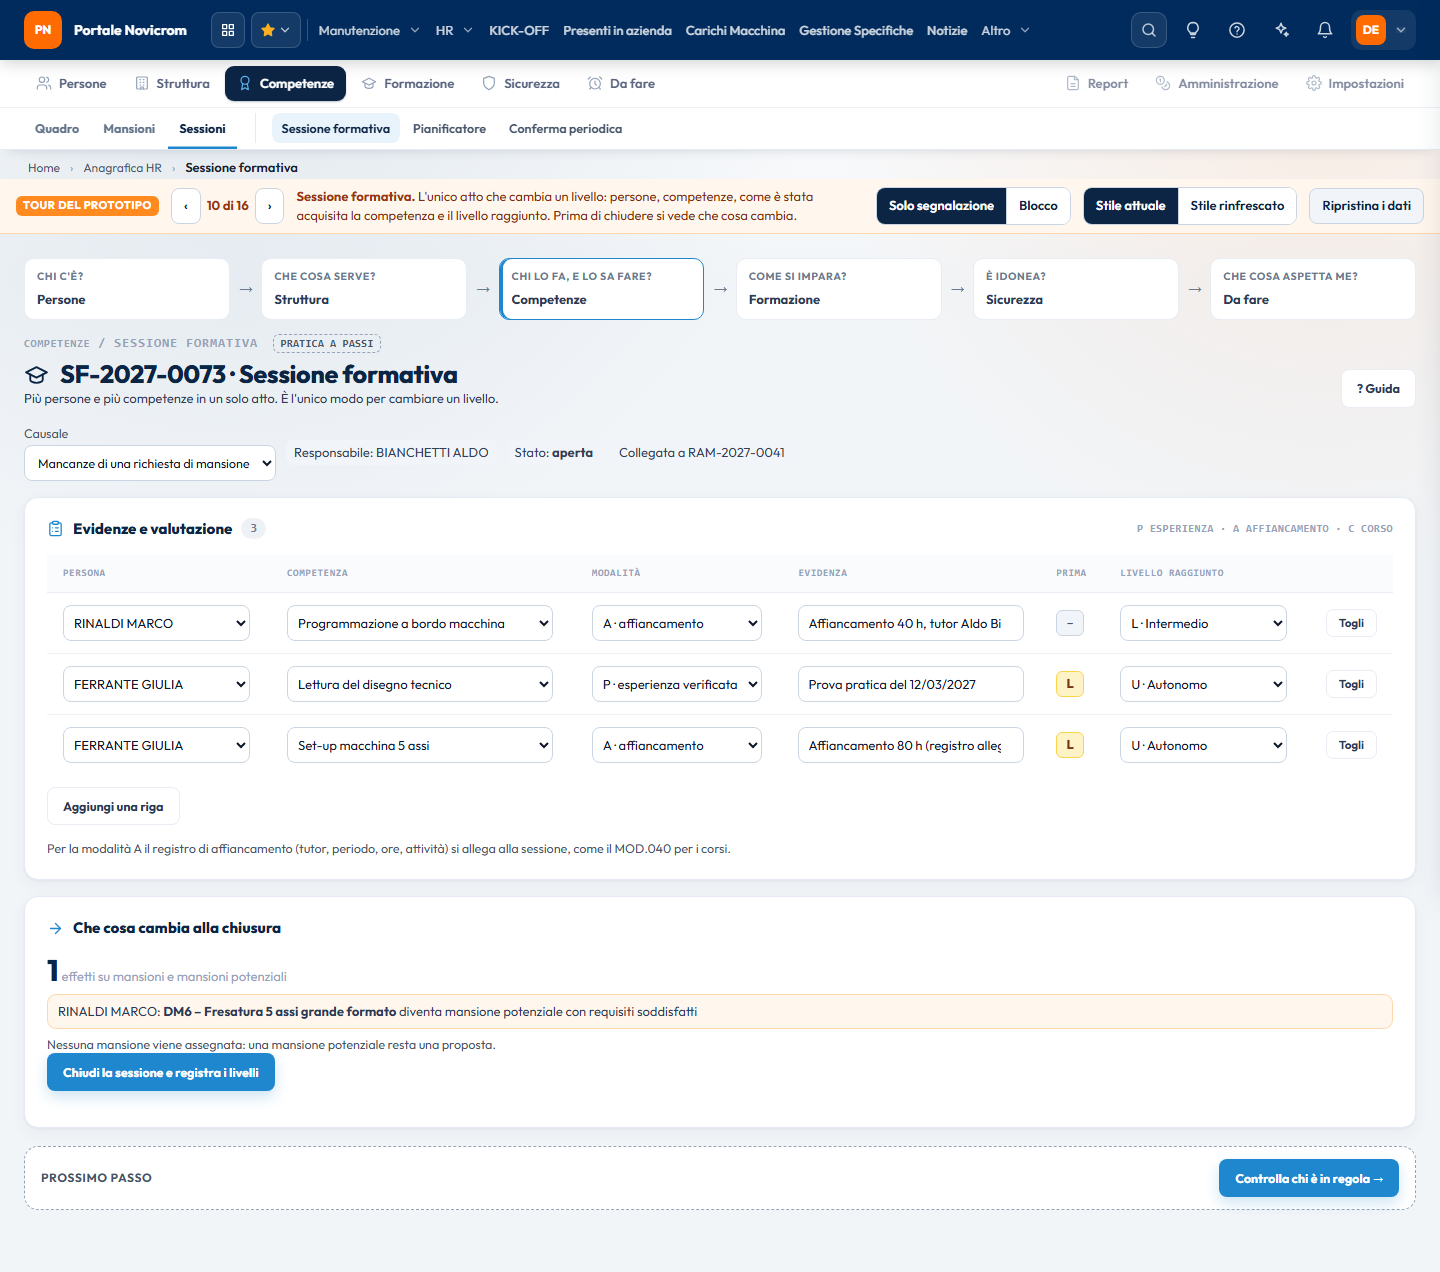 PN Portale Novicrom Manutenzione HR KICK-OFF Presenti in azienda Carichi Macchina Gestione Specifiche Notizie Altro DE
Persone Struttura Competenze Formazione Sicurezza Da fare Report Amministrazione Impostazioni
Quadro Mansioni Sessioni Sessione formativa Pianificatore Conferma periodica
Home › Anagrafica HR › Sessione formativa
TOUR DEL PROTOTIPO ‹ 10 di 16 ›
Sessione formativa. L'unico atto che cambia un livello: persone, competenze, come è stata
acquisita la competenza e il livello raggiunto. Prima di chiudere si vede che cosa cambia.
Solo segnalazione Blocco Stile attuale Stile rinfrescato Ripristina i dati
CHI C'È?
Persone
→
CHE COSA SERVE?
Struttura
→
CHI LO FA, E LO SA FARE?
Competenze
→
COME SI IMPARA?
Formazione
→
È IDONEA?
Sicurezza
→
CHE COSA ASPETTA ME?
Da fare
COMPETENZE / SESSIONE FORMATIVA PRATICA A PASSI
SF-2027-0073 · Sessione formativa
Più persone e più competenze in un solo atto. È l'unico modo per cambiare un livello.
? Guida
Causale
Mancanze di una richiesta di mansione Responsabile: BIANCHETTI ALDO Stato: aperta Collegata a RAM-2027-0041
Evidenze e valutazione 3 P ESPERIENZA · A AFFIANCAMENTO · C CORSO
PERSONA COMPETENZA MODALITÀ EVIDENZA PRIMA LIVELLO RAGGIUNTO
RINALDI MARCO Programmazione a bordo macchina A · affiancamento Affiancamento 40 h, tutor Aldo Bi – L · Intermedio Togli
FERRANTE GIULIA Lettura del disegno tecnico P · esperienza verificata Prova pratica del 12/03/2027 L U · Autonomo Togli
FERRANTE GIULIA Set-up macchina 5 assi A · affiancamento Affiancamento 80 h (registro alleg L U · Autonomo Togli
Aggiungi una riga
Per la modalità A il registro di affiancamento (tutor, periodo, ore, attività) si allega alla sessione, come il MOD.040 per i corsi.
Che cosa cambia alla chiusura
1 effetti su mansioni e mansioni potenziali
RINALDI MARCO: DM6 – Fresatura 5 assi grande formato diventa mansione potenziale con requisiti soddisfatti
Nessuna mansione viene assegnata: una mansione potenziale resta una proposta.
Chiudi la sessione e registra i livelli
PROSSIMO PASSO Controlla chi è in regola →